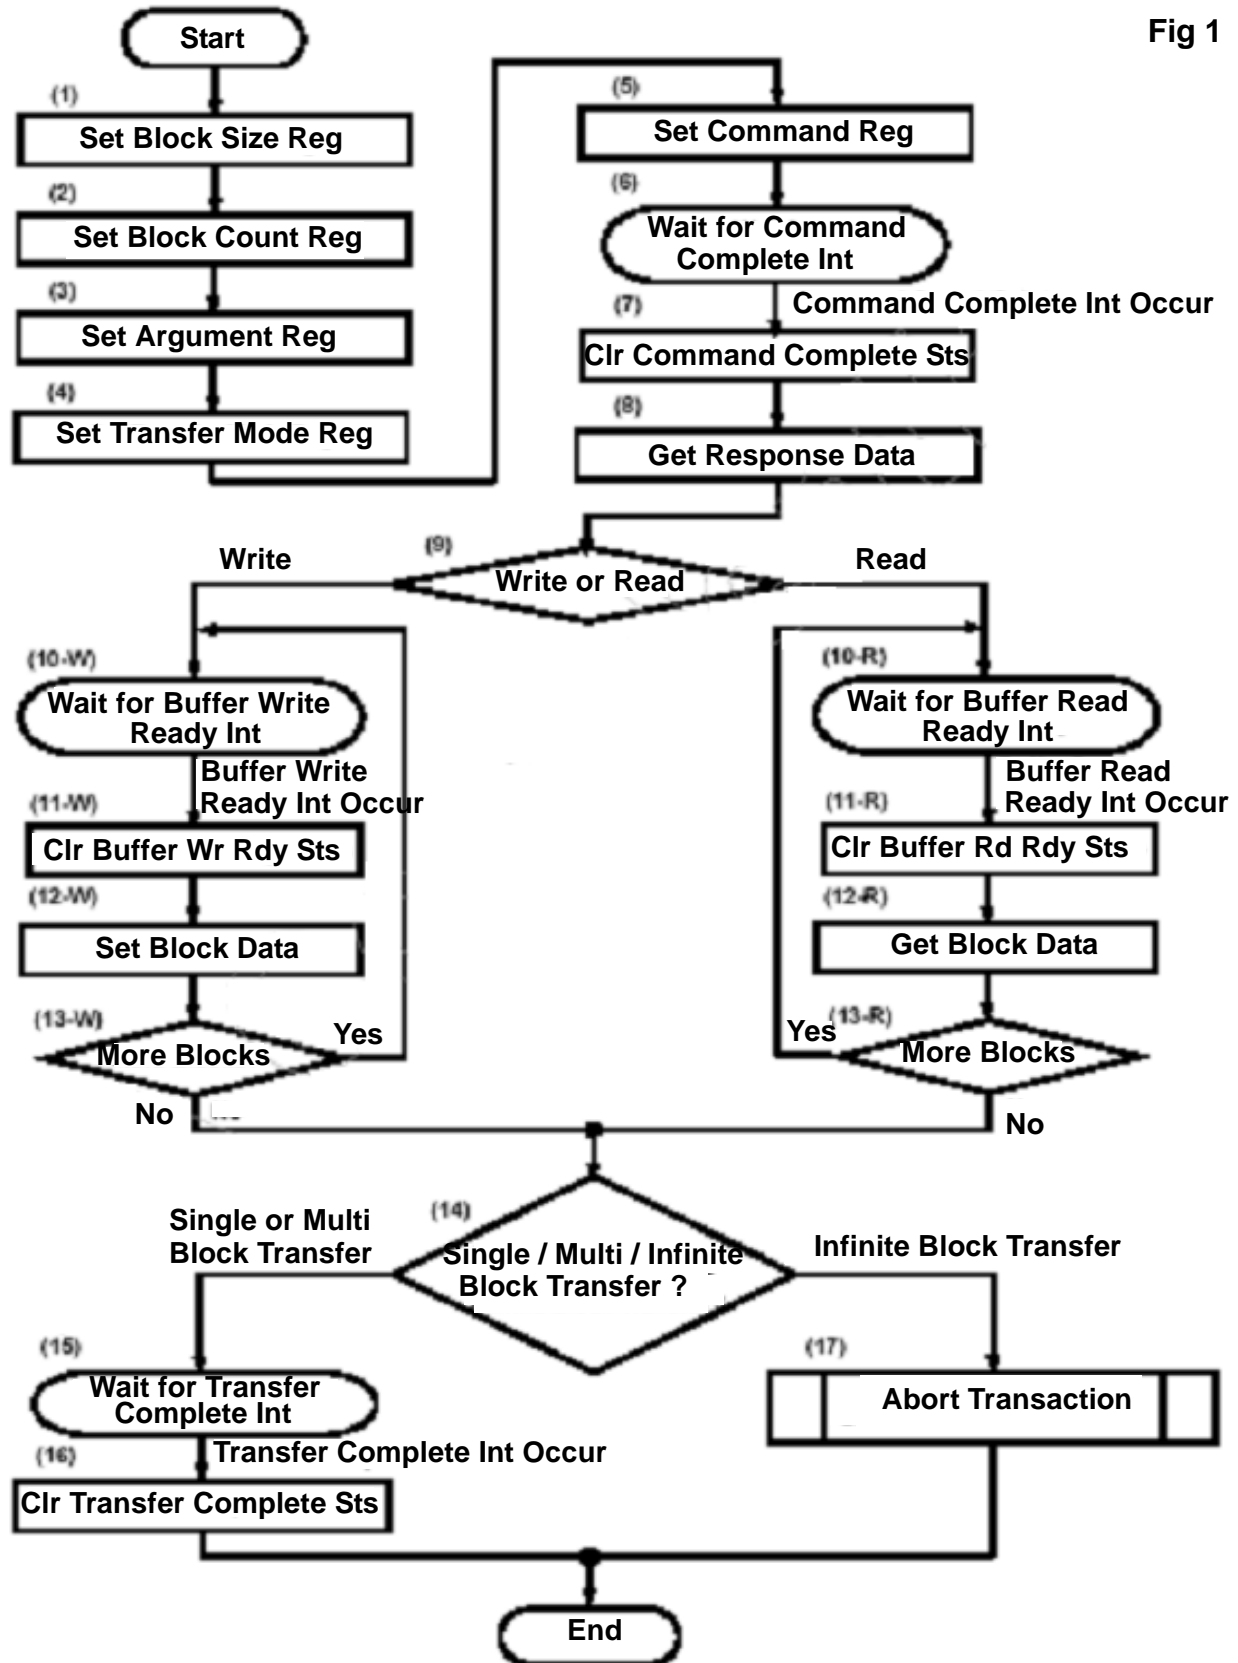 Fig 1
Start
(1)
Set Block Size Reg
(2)
Set Block Count Reg
(3)
Set Argument Reg
(4)
Set Transfer Mode Reg
(5)
Set Command Reg
(6)
Wait for Command
Complete Int
Command Complete Int Occur
(7)
Clr Command Complete Sts
(8)
Get Response Data
(9)
Write or Read
Write
Read
(10-W)
Wait for Buffer Write
Ready Int
Buffer Write
Ready Int Occur
(11-W)
Clr Buffer Wr Rdy Sts
(12-W)
Set Block Data
(13-W)
More Blocks
Yes
No
(10-R)
Wait for Buffer Read
Ready Int
Buffer Read
Ready Int Occur
(11-R)
Clr Buffer Rd Rdy Sts
(12-R)
Get Block Data
(13-R)
More Blocks
Yes
No
(14)
Single / Multi / Infinite
Block Transfer ?
Single or Multi
Block Transfer
Infinite Block Transfer
(15)
Wait for Transfer
Complete Int
Transfer Complete Int Occur
(16)
Clr Transfer Complete Sts
(17)
Abort Transaction
End